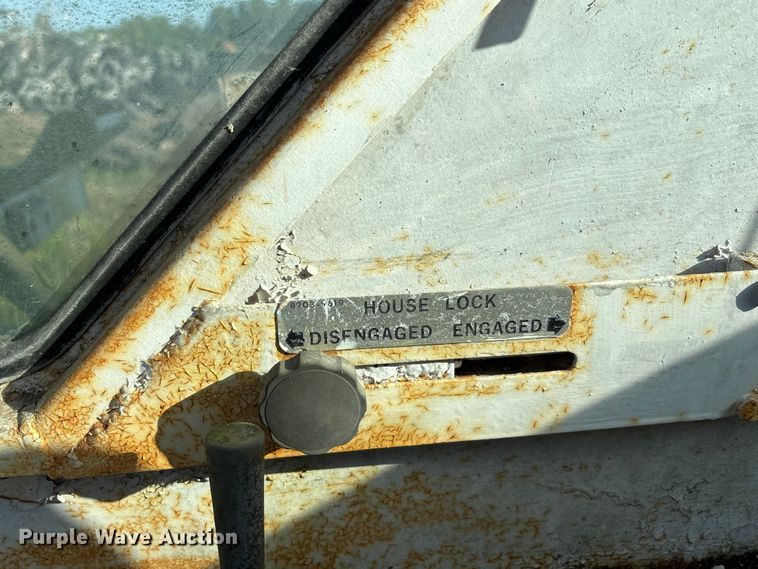 HOUSE LOCK
DISENGAGED ENGAGED
Purple Wave Auction